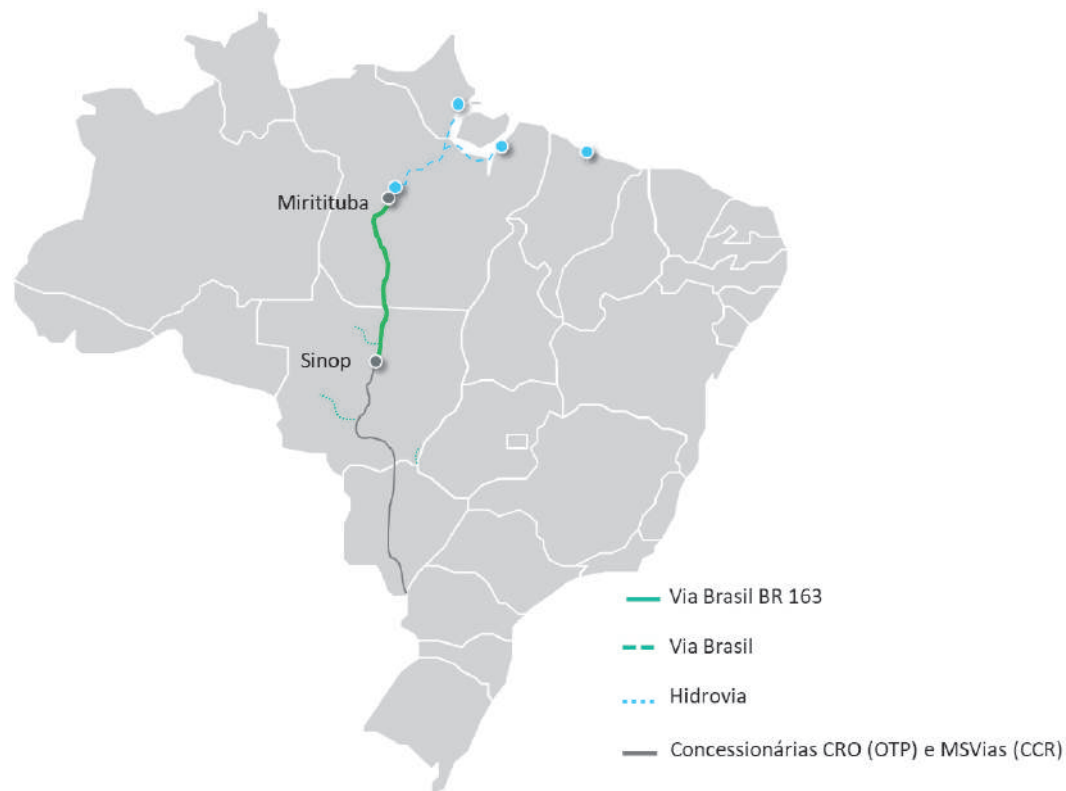 Miritituba
Sinop
Via Brasil BR 163
Via Brasil
Hidrovia
Concessionárias CRO (OTP) e MSVias (CCR)